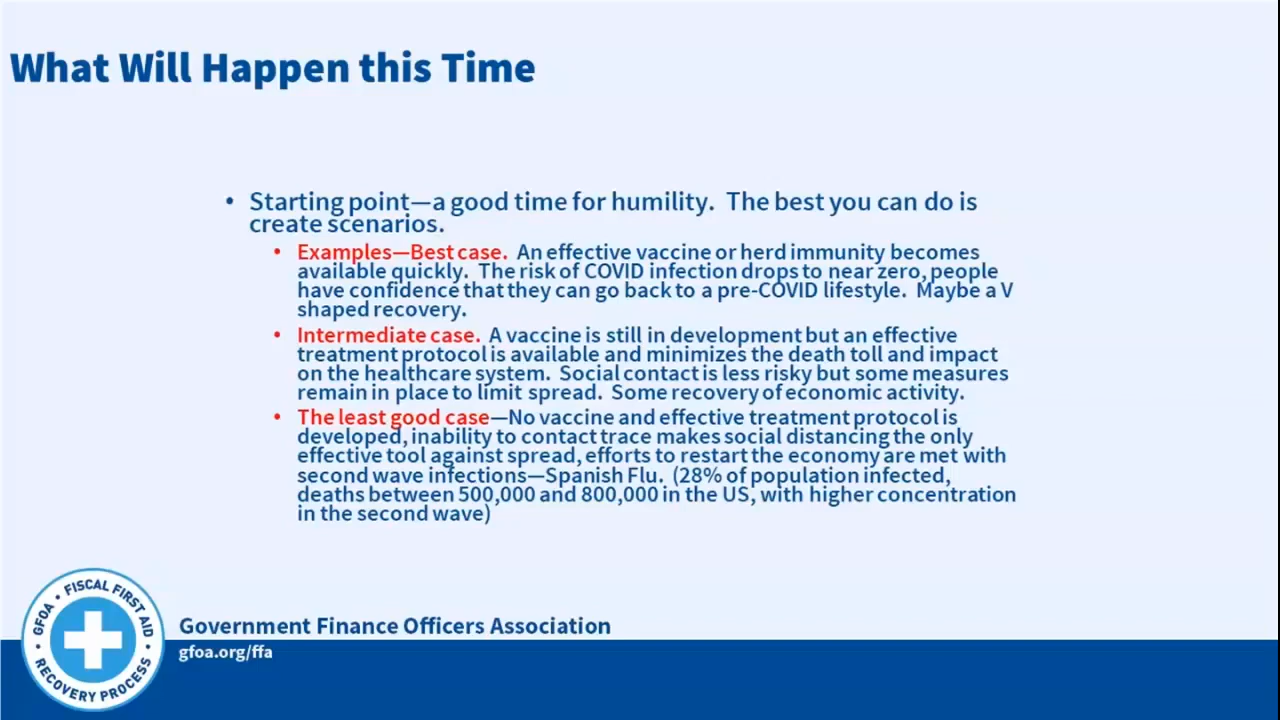 What Will Happen this Time
• Starting point—a good time for humility. The best you can do is
create scenarios.
• Examples—Best case. An effective vaccine or herd immunity becomes
available quickly. The risk of COVID infection drops to near zero, people
have confidence that they can go back to a pre-COVID lifestyle. Maybe a V
shaped recovery.
• Intermediate case. A vaccine is still in development but an effective
treatment protocol is available and minimizes the death toll and impact
on the healthcare system. Social contact is less risky but some measures
remain in place to limit spread. Some recovery of economic activity.
• The least good case—No vaccine and effective treatment protocol is
developed, inability to contact trace makes social distancing the only
effective tool against spread, efforts to restart the economy are met with
second wave infections—Spanish Flu. (28% of population infected,
deaths between 500,000 and 800,000 in the US, with higher concentration
in the second wave)
GFOA • FISCAL FIRST AID
• RECOVERY PROCESS •
Government Finance Officers Association
gfoa.org/ffa